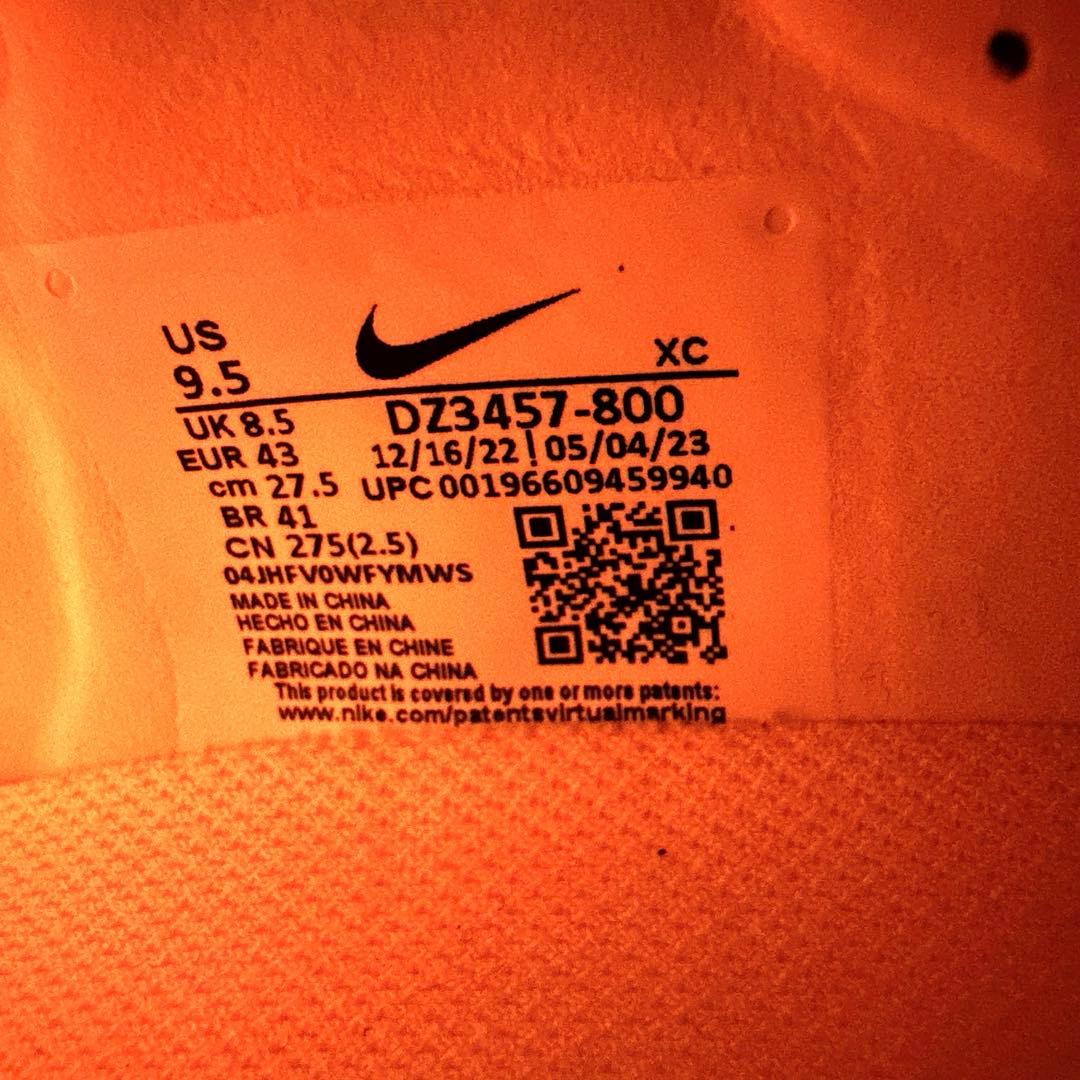 US
9.5
XC
UK 8.5
DZ3457-800
EUR 43
12/16/22 | 05/04/23
cm 27.5
UPC 00196609459940
BR 41
CN 275(2.5)
04JHFV0WFYMWS
MADE IN CHINA
HECHO EN CHINA
FABRIQUE EN CHINE
FABRICADO NA CHINA
This product is covered by one or more patents:
www.nike.com/patentsvirtualmarking